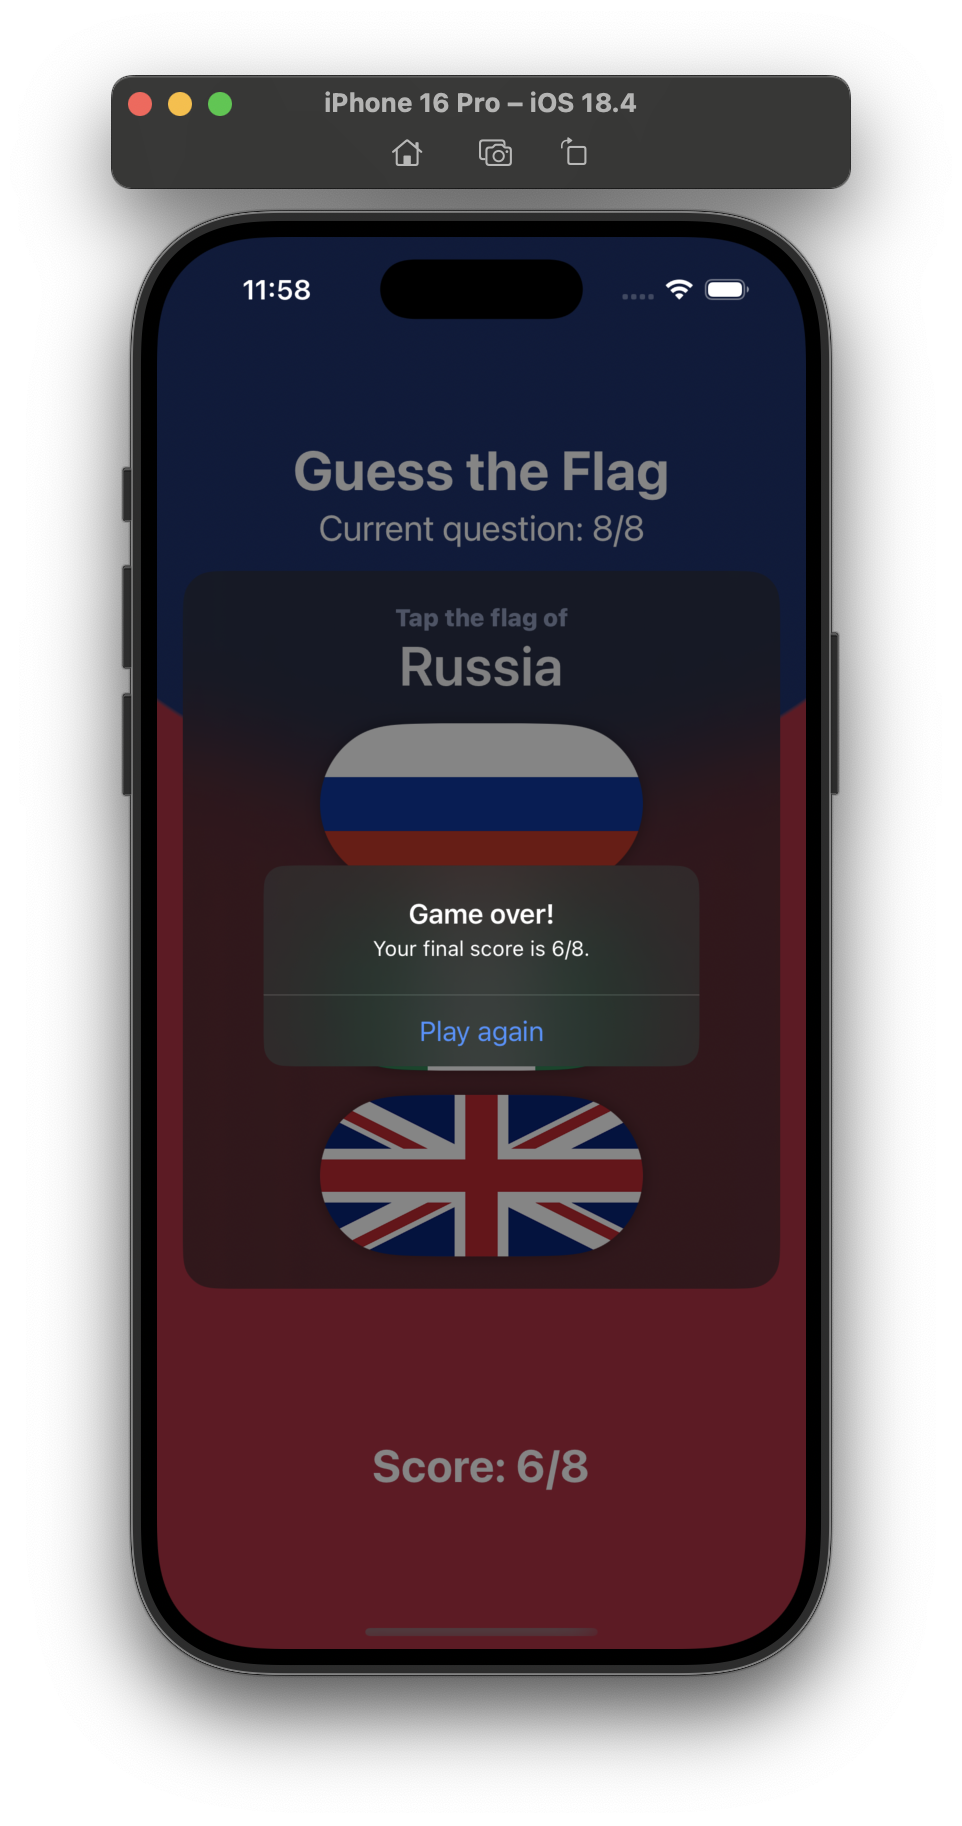 iPhone 16 Pro – iOS 18.4
11:58
Guess the Flag
Current question: 8/8
Tap the flag of
Russia
Game over!
Your final score is 6/8.
Play again
Score: 6/8